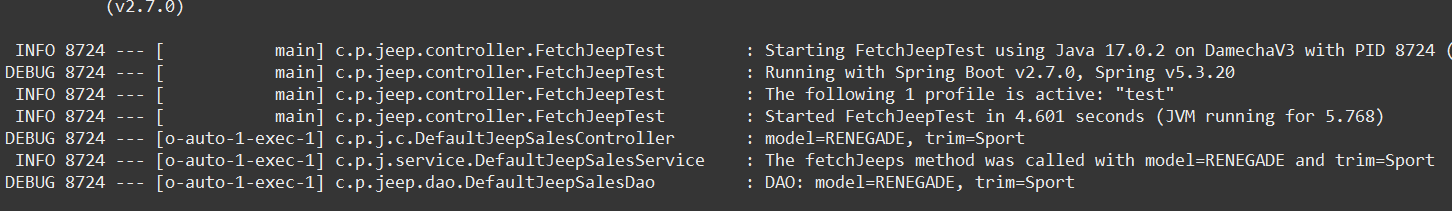 (v2.7.0)
INFO 8724 --- [           main] c.p.jeep.controller.FetchJeepTest        : Starting FetchJeepTest using Java 17.0.2 on DamechaV3 with PID 8724 (
DEBUG 8724 --- [           main] c.p.jeep.controller.FetchJeepTest        : Running with Spring Boot v2.7.0, Spring v5.3.20
INFO 8724 --- [           main] c.p.jeep.controller.FetchJeepTest        : The following 1 profile is active: "test"
INFO 8724 --- [           main] c.p.jeep.controller.FetchJeepTest        : Started FetchJeepTest in 4.601 seconds (JVM running for 5.768)
DEBUG 8724 --- [o-auto-1-exec-1] c.p.j.c.DefaultJeepSalesController       : model=RENEGADE, trim=Sport
INFO 8724 --- [o-auto-1-exec-1] c.p.j.service.DefaultJeepSalesService    : The fetchJeeps method was called with model=RENEGADE and trim=Sport
DEBUG 8724 --- [o-auto-1-exec-1] c.p.jeep.dao.DefaultJeepSalesDao         : DAO: model=RENEGADE, trim=Sport